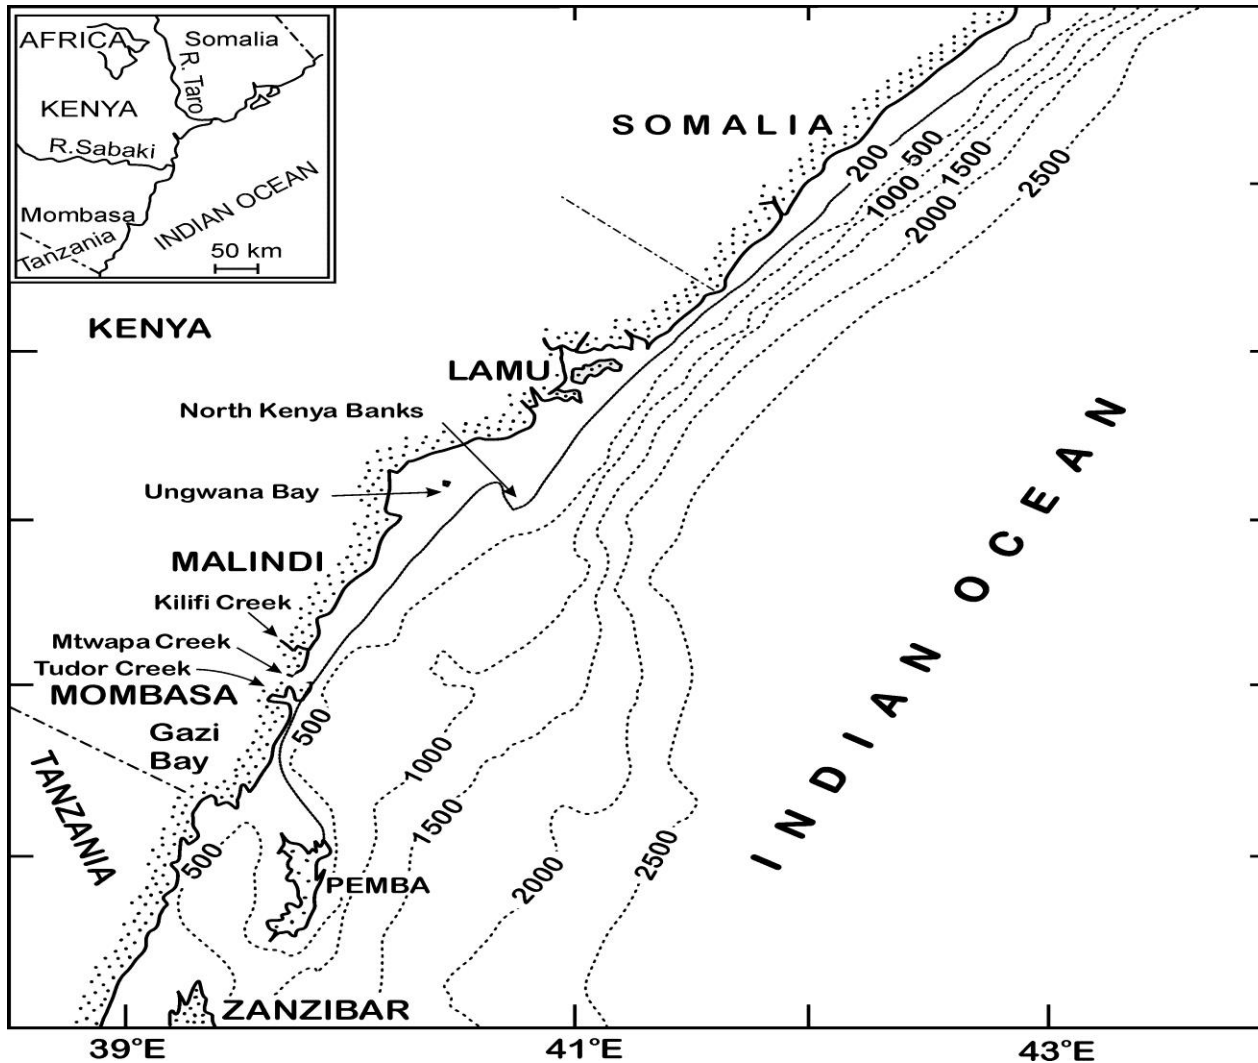 AFRICA
Somalia
R. Taro
KENYA
R.Sabaki
Mombasa
Tanzania
INDIAN OCEAN
50 km
SOMALIA
200
500
1000
1500
2000
2500
KENYA
LAMU
North Kenya Banks
Ungwana Bay
MALINDI
Kilifi Creek
Mtwapa Creek
Tudor Creek
MOMBASA
Gazi
Bay
TANZANIA
500
500
1000
1500
2000
2500
INDIAN OCEAN
PEMBA
ZANZIBAR
39°E
41°E
43°E